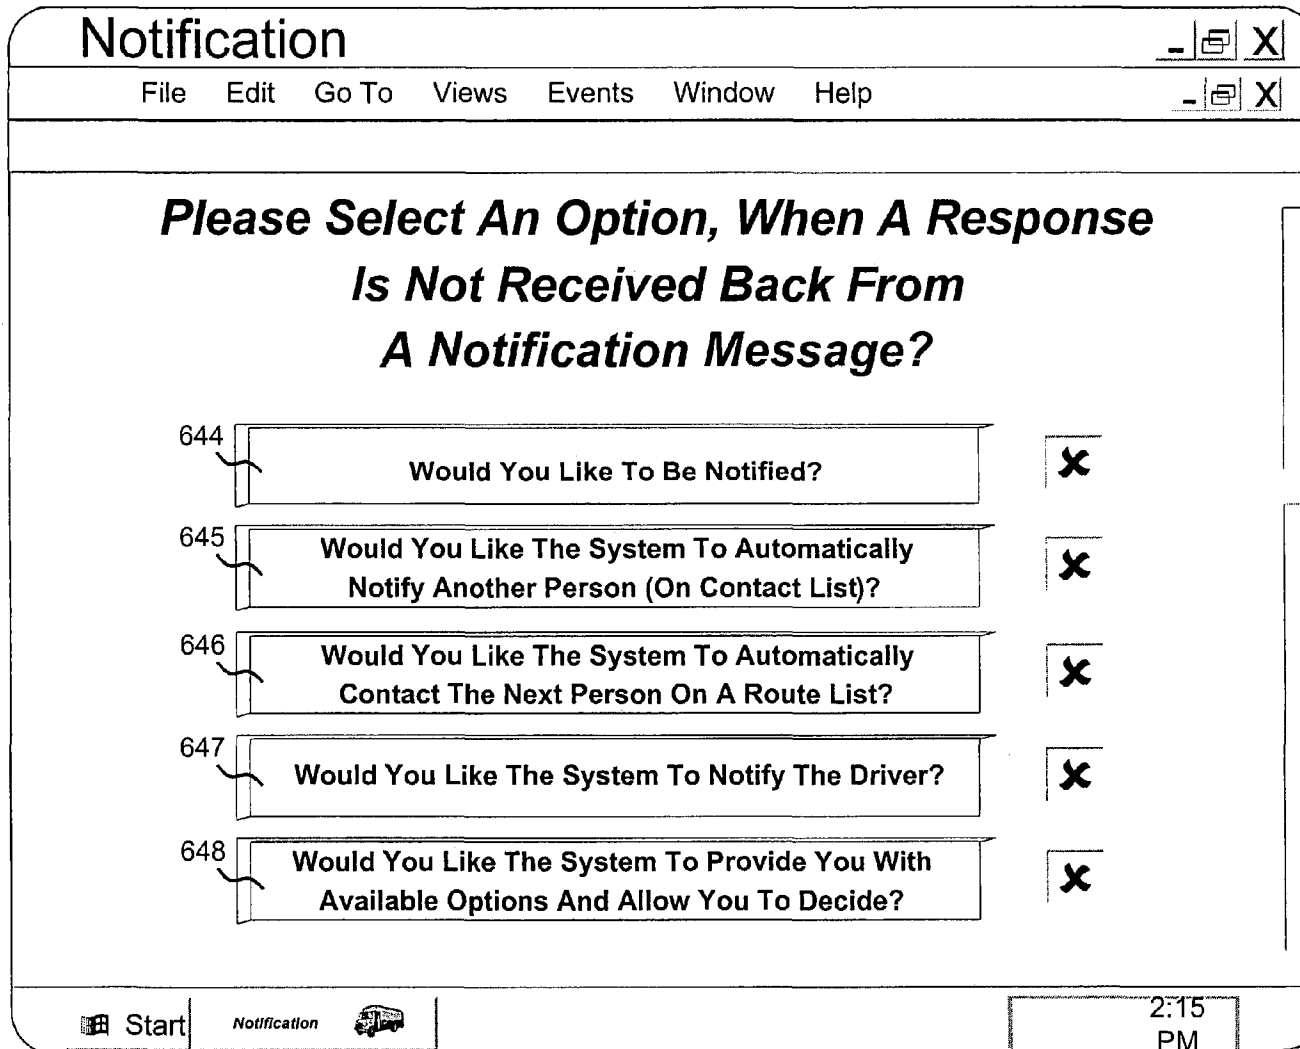 Notification
File Edit Go To Views Events Window Help
Please Select An Option, When A Response
Is Not Received Back From
A Notification Message?
644
Would You Like To Be Notified?
645
Would You Like The System To Automatically
Notify Another Person (On Contact List)?
646
Would You Like The System To Automatically
Contact The Next Person On A Route List?
647
Would You Like The System To Notify The Driver?
648
Would You Like The System To Provide You With
Available Options And Allow You To Decide?
Start Notification 2:15
PM